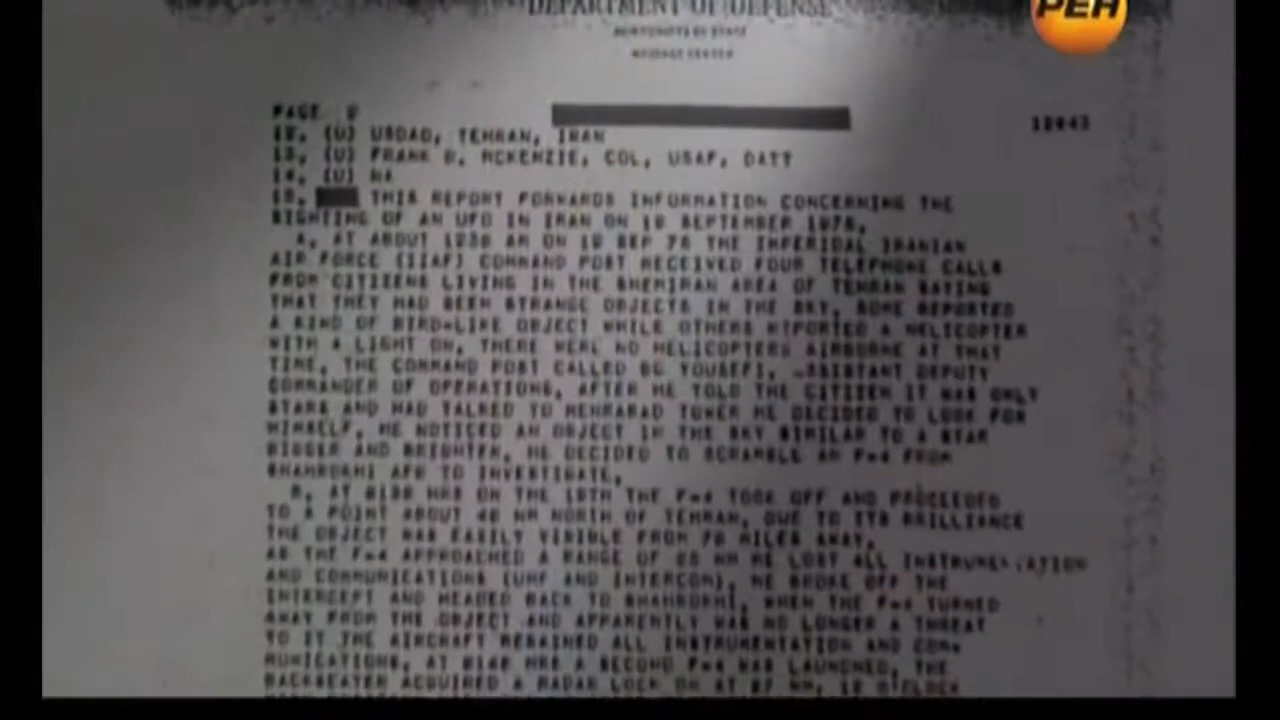 DEPARTMENT OF DEFENSE
РЕН
MESSAGE CENTER
PAGE
12. (U) USDAO, TEHRAN, IRAN
13. (U) FRANK B. MCKENZIE, COL, USAF, DATT
14. (U) NA
15. THIS REPORT FORWARDS INFORMATION CONCERNING THE
SIGHTING OF AN UFO IN IRAN ON 19 SEPTEMBER 1976.
A. AT ABOUT 1230 AM ON 19 SEP 76 THE IMPERIAL IRANIAN
AIR FORCE (IIAF) COMMAND POST RECEIVED FOUR TELEPHONE CALLS
FROM CITIZENS LIVING IN THE SHEMIRAN AREA OF TEHRAN SAYING
THAT THEY HAD SEEN STRANGE OBJECTS IN THE SKY. SOME REPORTED
A KIND OF BIRD-LIKE OBJECT WHILE OTHERS REPORTED A HELICOPTER
WITH A LIGHT ON. THERE WERE NO HELICOPTERS AIRBORNE AT THAT
TIME. THE COMMAND POST CALLED BG YOUSEFI, ASSISTANT DEPUTY
COMMANDER OF OPERATIONS. AFTER HE TOLD THE CITIZEN IT WAS ONLY
STARS AND HAD TALKED TO MEHRABAD TOWER HE DECIDED TO LOOK FOR
HIMSELF. HE NOTICED AN OBJECT IN THE SKY SIMILAR TO A STAR
BIGGER AND BRIGHTER. HE DECIDED TO SCRAMBLE AN F-4 FROM
SHAHROKHI AFB TO INVESTIGATE.
B. AT 0130 HRS ON THE 19TH THE F-4 TOOK OFF AND PROCEEDED
TO A POINT ABOUT 40 NM NORTH OF TEHRAN. DUE TO ITS BRILLIANCE
THE OBJECT WAS EASILY VISIBLE FROM 70 MILES AWAY.
AS THE F-4 APPROACHED A RANGE OF 25 NM HE LOST ALL INSTRUMENTATION
AND COMMUNICATIONS (UHF AND INTERCOM). HE BROKE OFF THE
INTERCEPT AND HEADED BACK TO SHAHROKHI. WHEN THE F-4 TURNED
AWAY FROM THE OBJECT AND APPARENTLY WAS NO LONGER A THREAT
TO IT THE AIRCRAFT REGAINED ALL INSTRUMENTATION AND COM-
MUNICATIONS. AT 0140 HRS A SECOND F-4 WAS LAUNCHED. THE
BACKSEATER ACQUIRED A RADAR LOCK ON AT 27 NM, 12 O'CLOCK